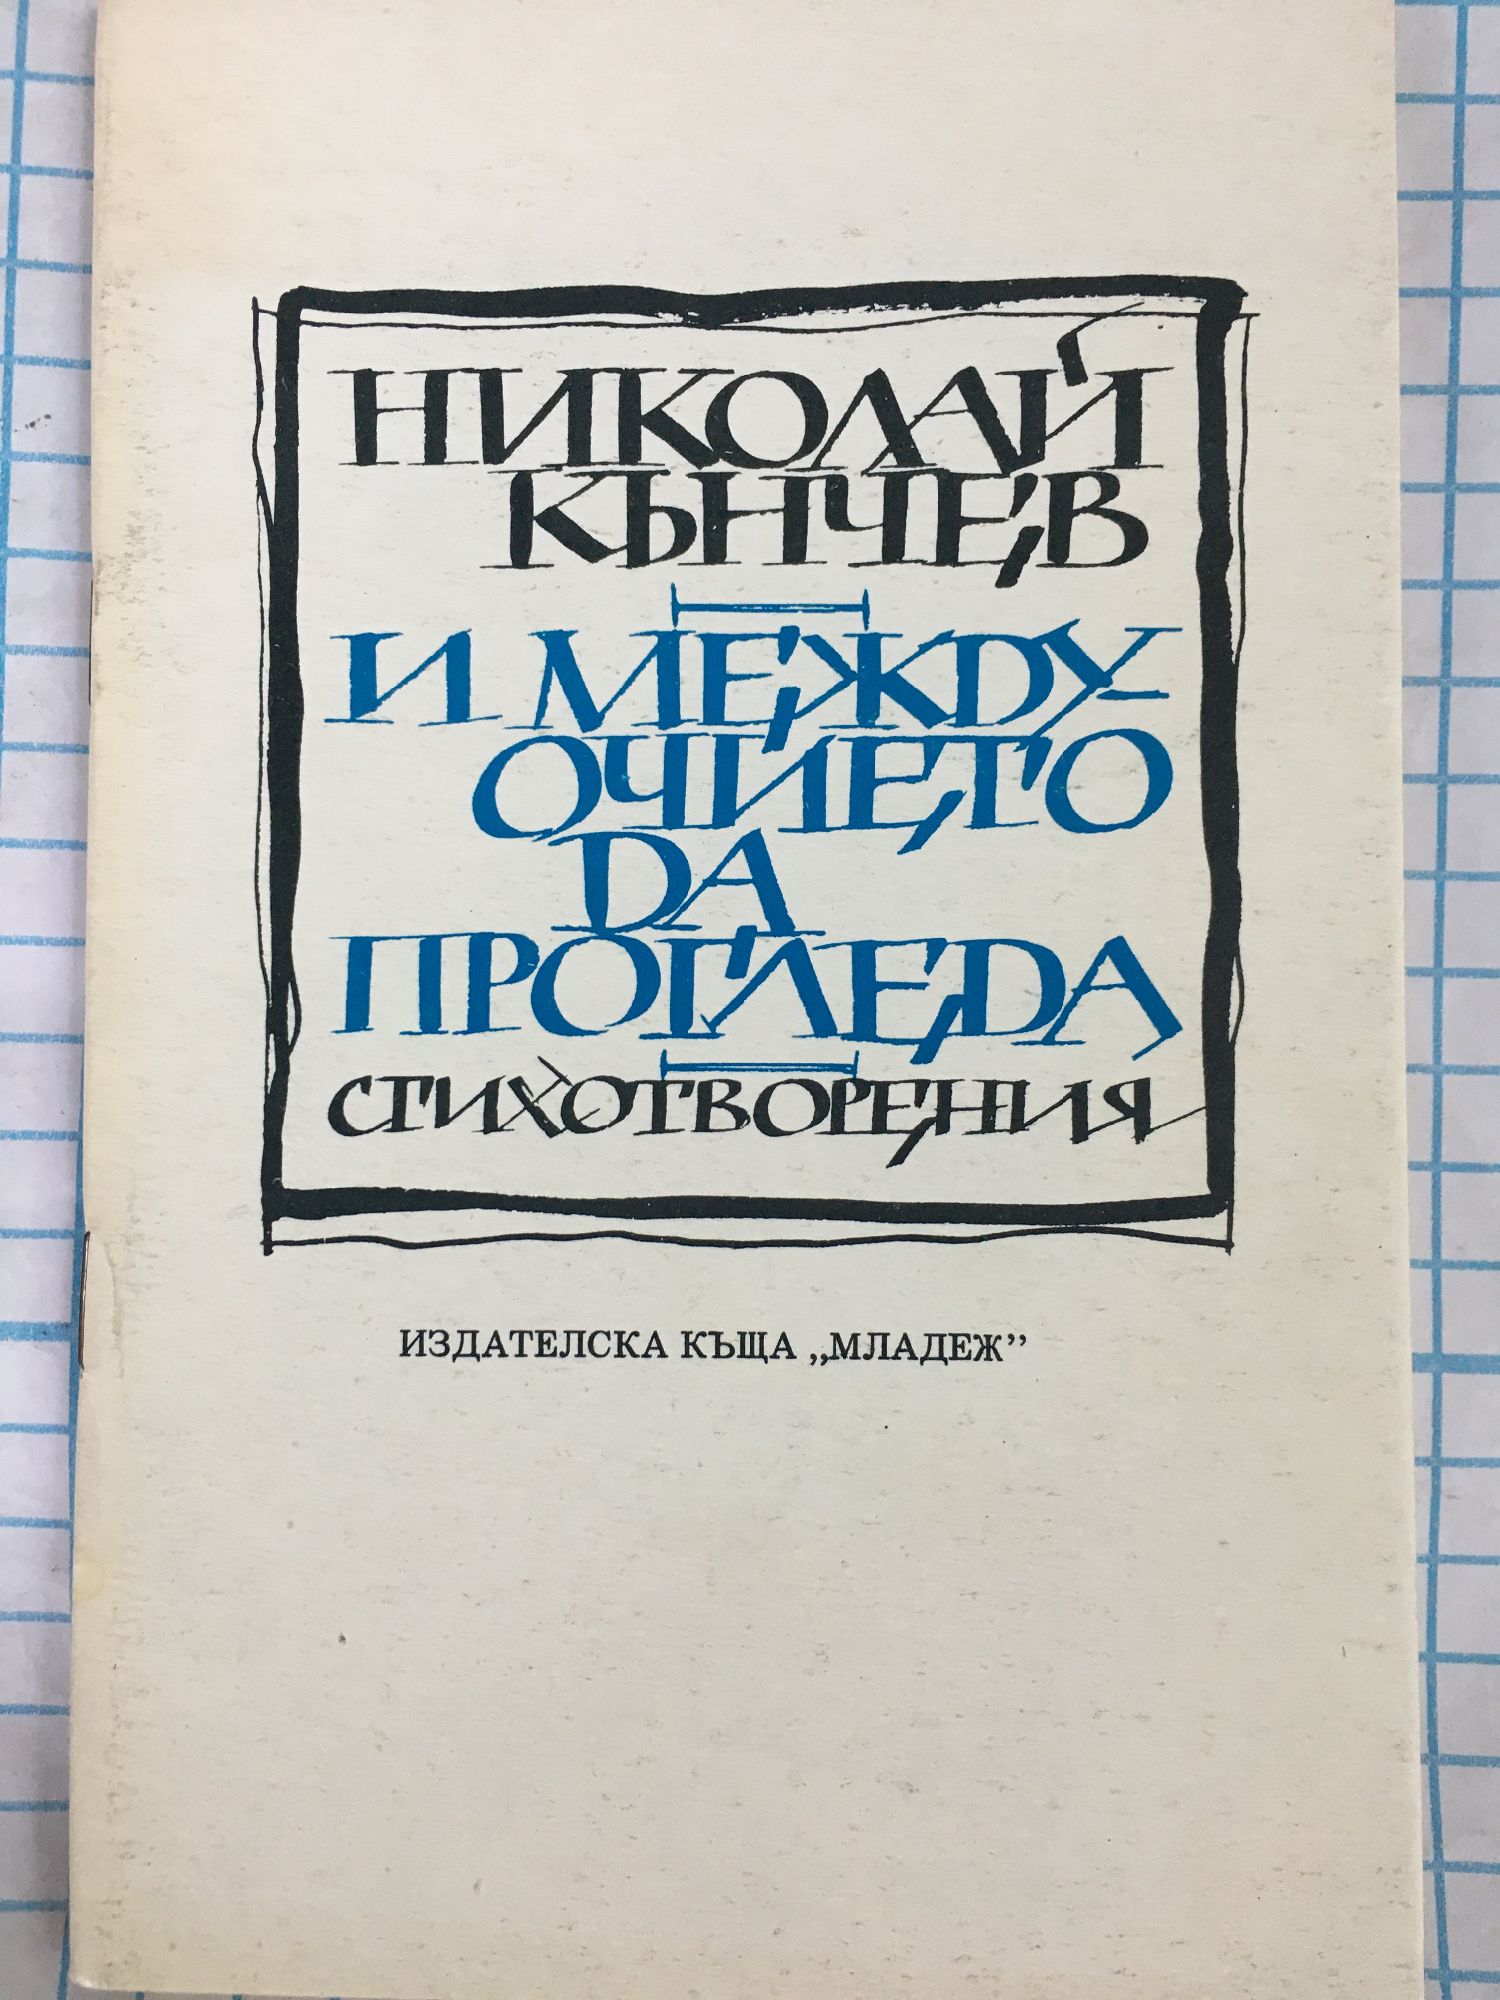 НИКОЛАЙ
КЪНЧЕВ
И МЕЖДУ
ОЧИЕТО
ДА
ПРОГЛЕДА
СТИХОТВОРЕНИЯ
ИЗДАТЕЛСКА КЪЩА „МЛАДЕЖ”